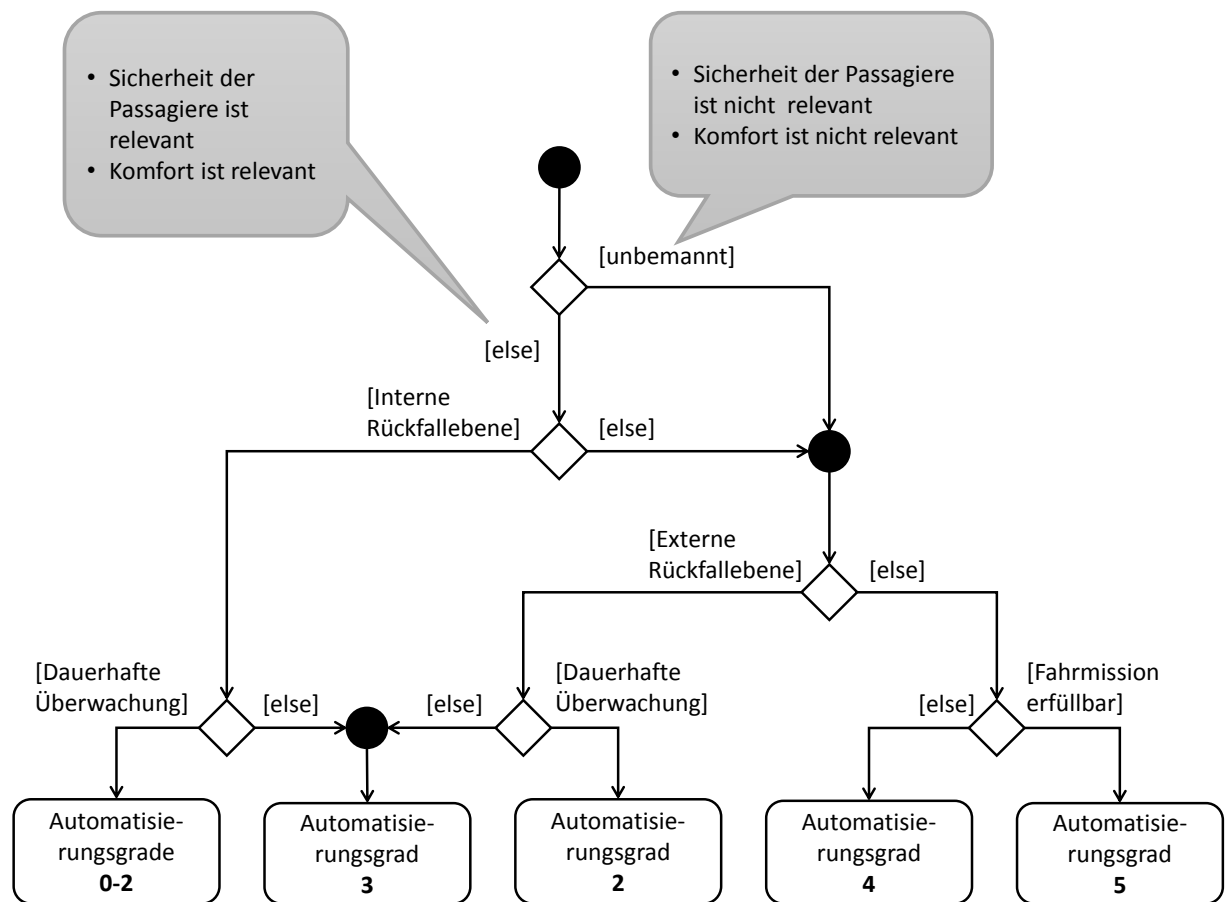 • Sicherheit der
Passagiere ist
relevant
• Komfort ist relevant
• Sicherheit der Passagiere
ist nicht relevant
• Komfort ist nicht relevant
[unbemannt]
[else]
[Interne
Rückfallebene]
[else]
[Externe
Rückfallebene]
[else]
[Dauerhafte
Überwachung]
[else]
[else]
[Dauerhafte
Überwachung]
[else]
[Fahrmission
erfüllbar]
Automatisie-
rungsgrade
0-2
Automatisie-
rungsgrad
3
Automatisie-
rungsgrad
2
Automatisie-
rungsgrad
4
Automatisie-
rungsgrad
5